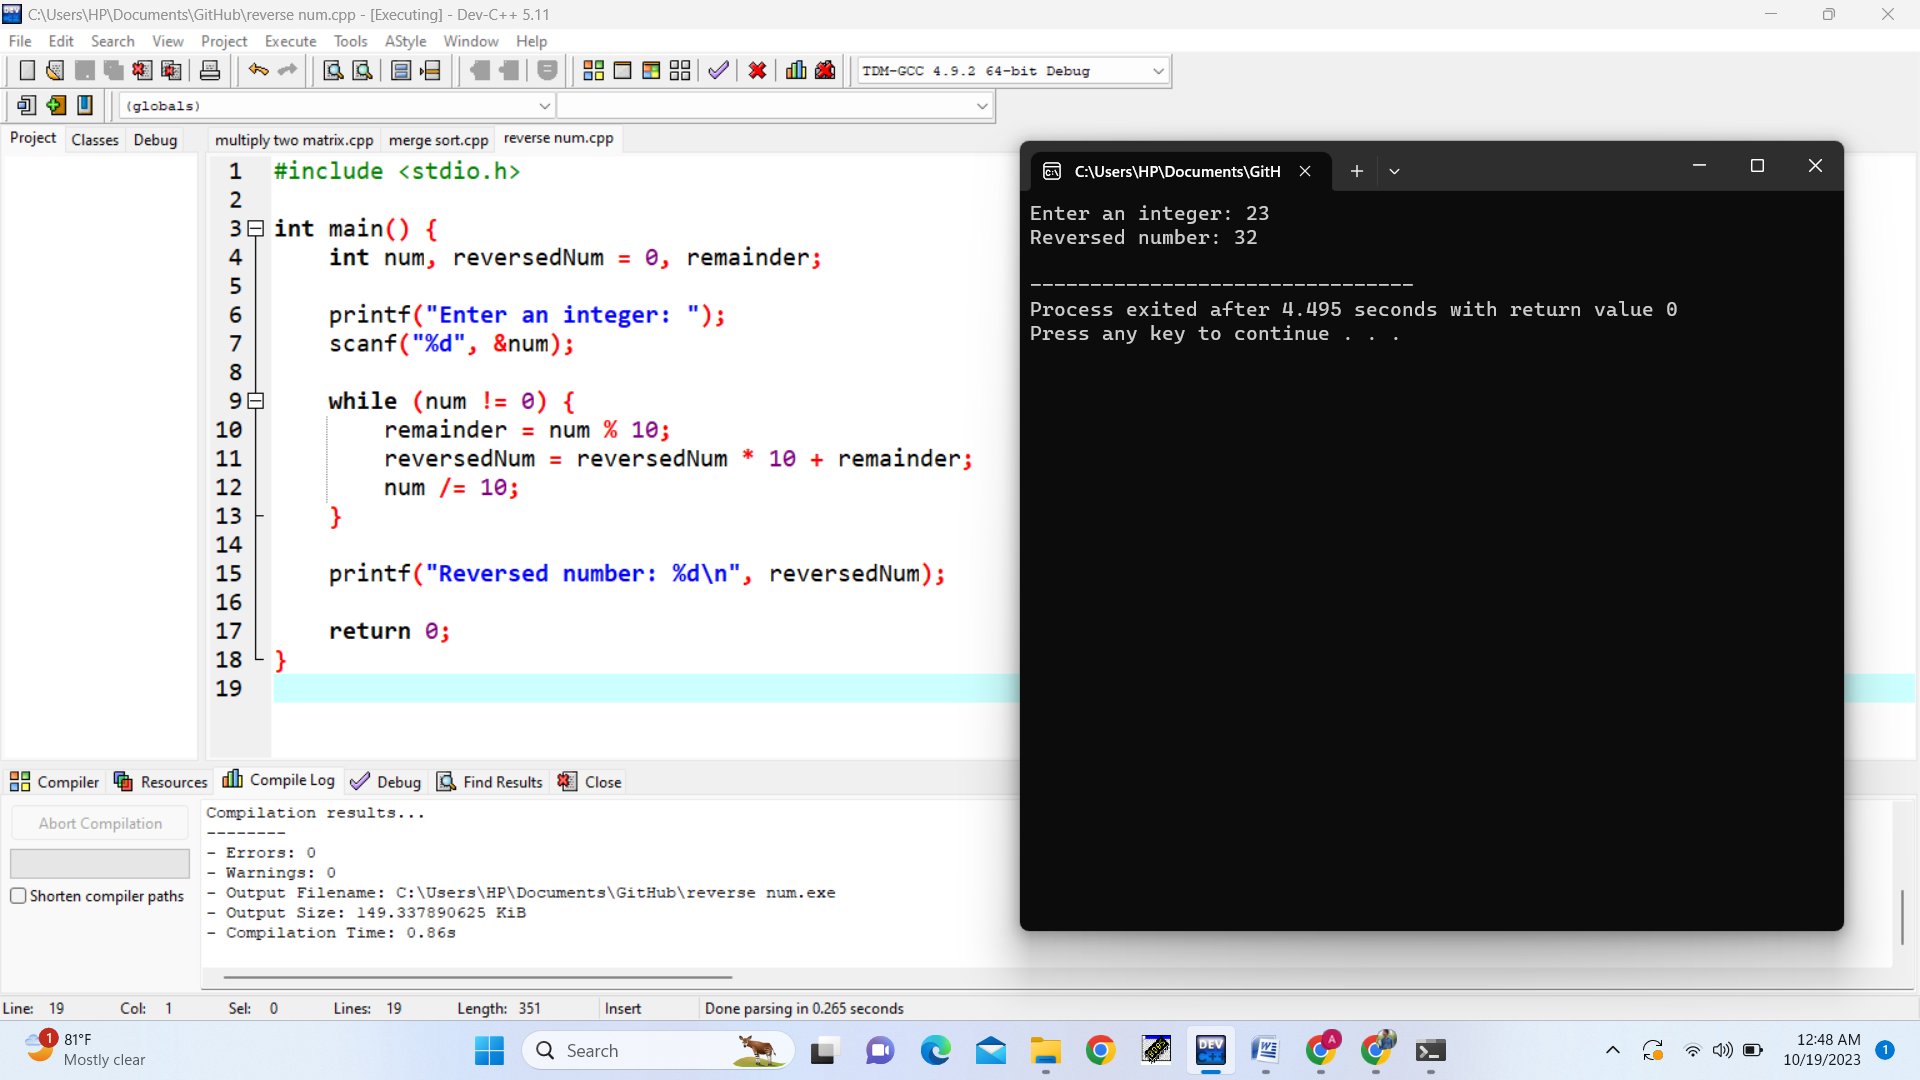 C:\Users\HP\Documents\GitHub\reverse num.cpp - [Executing] - Dev-C++ 5.11
File Edit Search View Project Execute Tools AStyle Window Help
TDM-GCC 4.9.2 64-bit Debug
(globals)
Project Classes Debug
multiply two matrix.cpp merge sort.cpp reverse num.cpp
1 #include <stdio.h>
2
3 int main() {
4 int num, reversedNum = 0, remainder;
5
6 printf("Enter an integer: ");
7 scanf("%d", &num);
8
9 while (num != 0) {
10 remainder = num % 10;
11 reversedNum = reversedNum * 10 + remainder;
12 num /= 10;
13 }
14
15 printf("Reversed number: %d\n", reversedNum);
16
17 return 0;
18 }
19
C:\Users\HP\Documents\GitH
Enter an integer: 23
Reversed number: 32
--------------------------------
Process exited after 4.495 seconds with return value 0
Press any key to continue . . .
Compiler Resources Compile Log Debug Find Results Close
Abort Compilation
Shorten compiler paths
Compilation results...
--------
- Errors: 0
- Warnings: 0
- Output Filename: C:\Users\HP\Documents\GitHub\reverse num.exe
- Output Size: 149.337890625 KiB
- Compilation Time: 0.86s
Line: 19 Col: 1 Sel: 0 Lines: 19 Length: 351 Insert Done parsing in 0.265 seconds
1
81°F
Mostly clear
Search
DEV
A
12:48 AM
10/19/2023
1